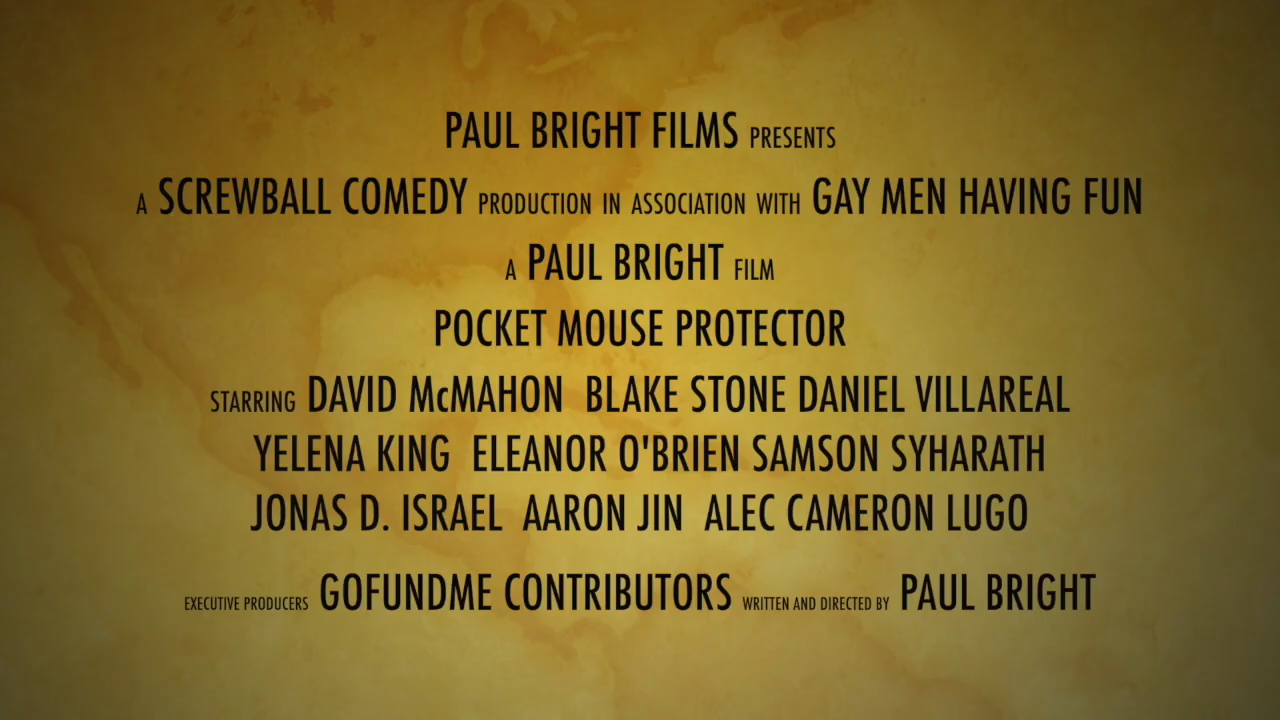 PAUL BRIGHT FILMS PRESENTS
A SCREWBALL COMEDY PRODUCTION IN ASSOCIATION WITH GAY MEN HAVING FUN
A PAUL BRIGHT FILM
POCKET MOUSE PROTECTOR
STARRING DAVID McMAHON BLAKE STONE DANIEL VILLAREAL
YELENA KING ELEANOR O'BRIEN SAMSON SYHARATH
JONAS D. ISRAEL AARON JIN ALEC CAMERON LUGO
EXECUTIVE PRODUCERS GOFUNDME CONTRIBUTORS WRITTEN AND DIRECTED BY PAUL BRIGHT